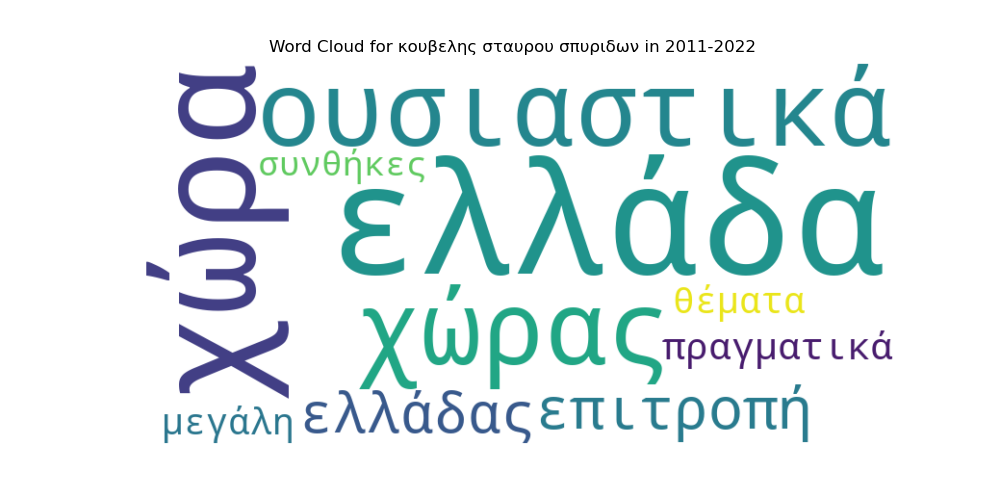 Word Cloud for κουβελης σταυρου σπυριδων in 2011-2022
χώρα
ουσιαστικά
συνθήκες
ελλάδα
χώρας
θέματα
πραγματικά
μεγάλη
ελλάδας
επιτροπή